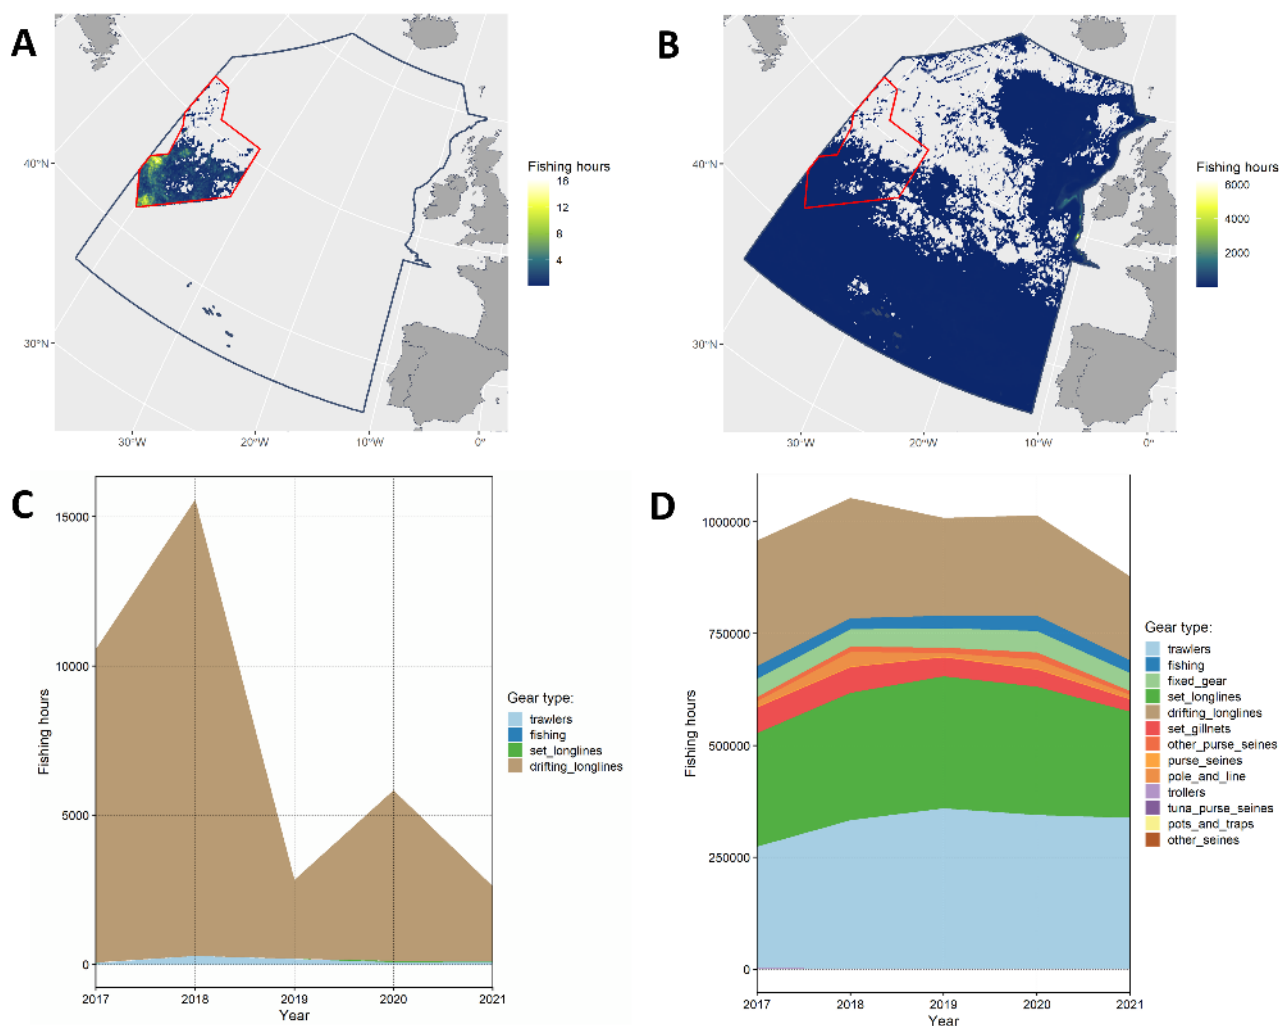 A
40°N
30°N
30°W
20°W
10°W
0°
Fishing hours
16
12
8
4
B
40°N
30°N
30°W
20°W
10°W
0°
Fishing hours
6000
4000
2000
C
15000
10000
5000
0
Fishing hours
2017
2018
2019
2020
2021
Year
Gear type:
trawlers
fishing
set_longlines
drifting_longlines
D
1000000
750000
500000
250000
0
Fishing hours
2017
2018
2019
2020
2021
Year
Gear type:
trawlers
fishing
fixed_gear
set_longlines
drifting_longlines
set_gillnets
other_purse_seines
purse_seines
pole_and_line
trollers
tuna_purse_seines
pots_and_traps
other_seines